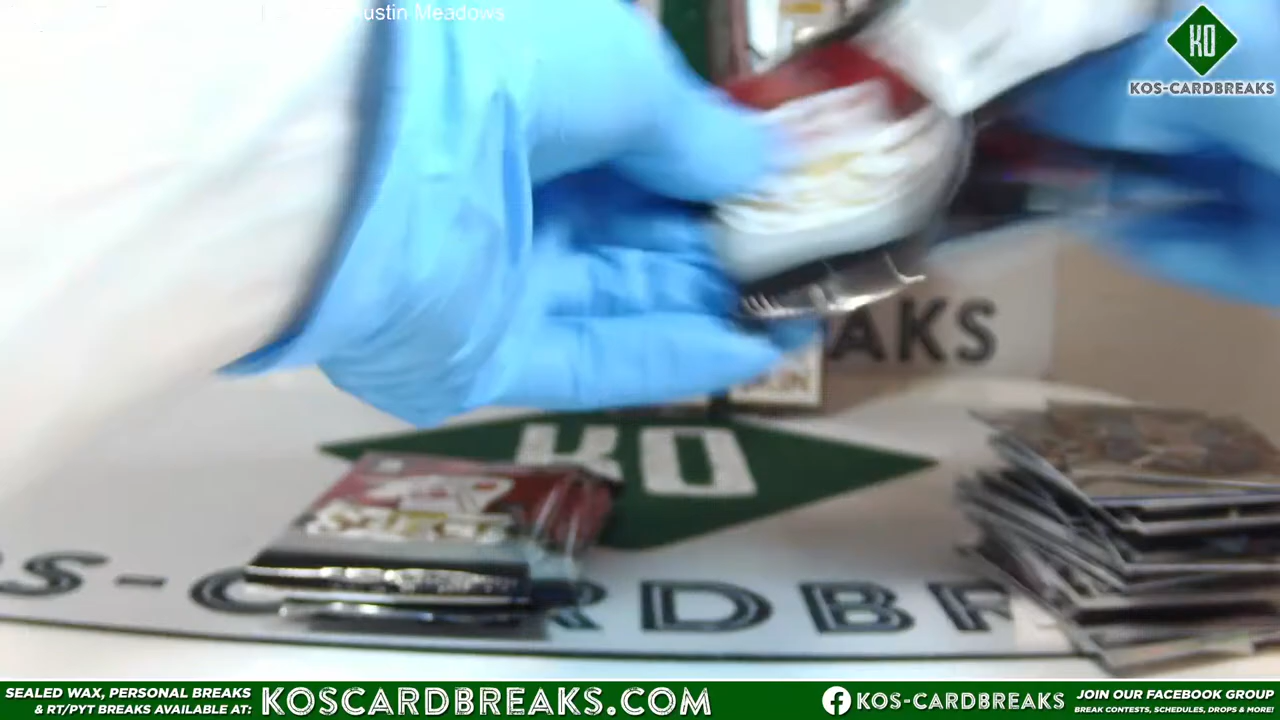 ustin Meadows
KO
KOS-CARDBREAKS
AKS
KO
S-C RDBR
SEALED WAX, PERSONAL BREAKS
& RT/PYT BREAKS AVAILABLE AT:
KOSCARDBREAKS.COM
KOS-CARDBREAKS
JOIN OUR FACEBOOK GROUP
BREAK CONTESTS, SCHEDULES, DROPS & MORE!